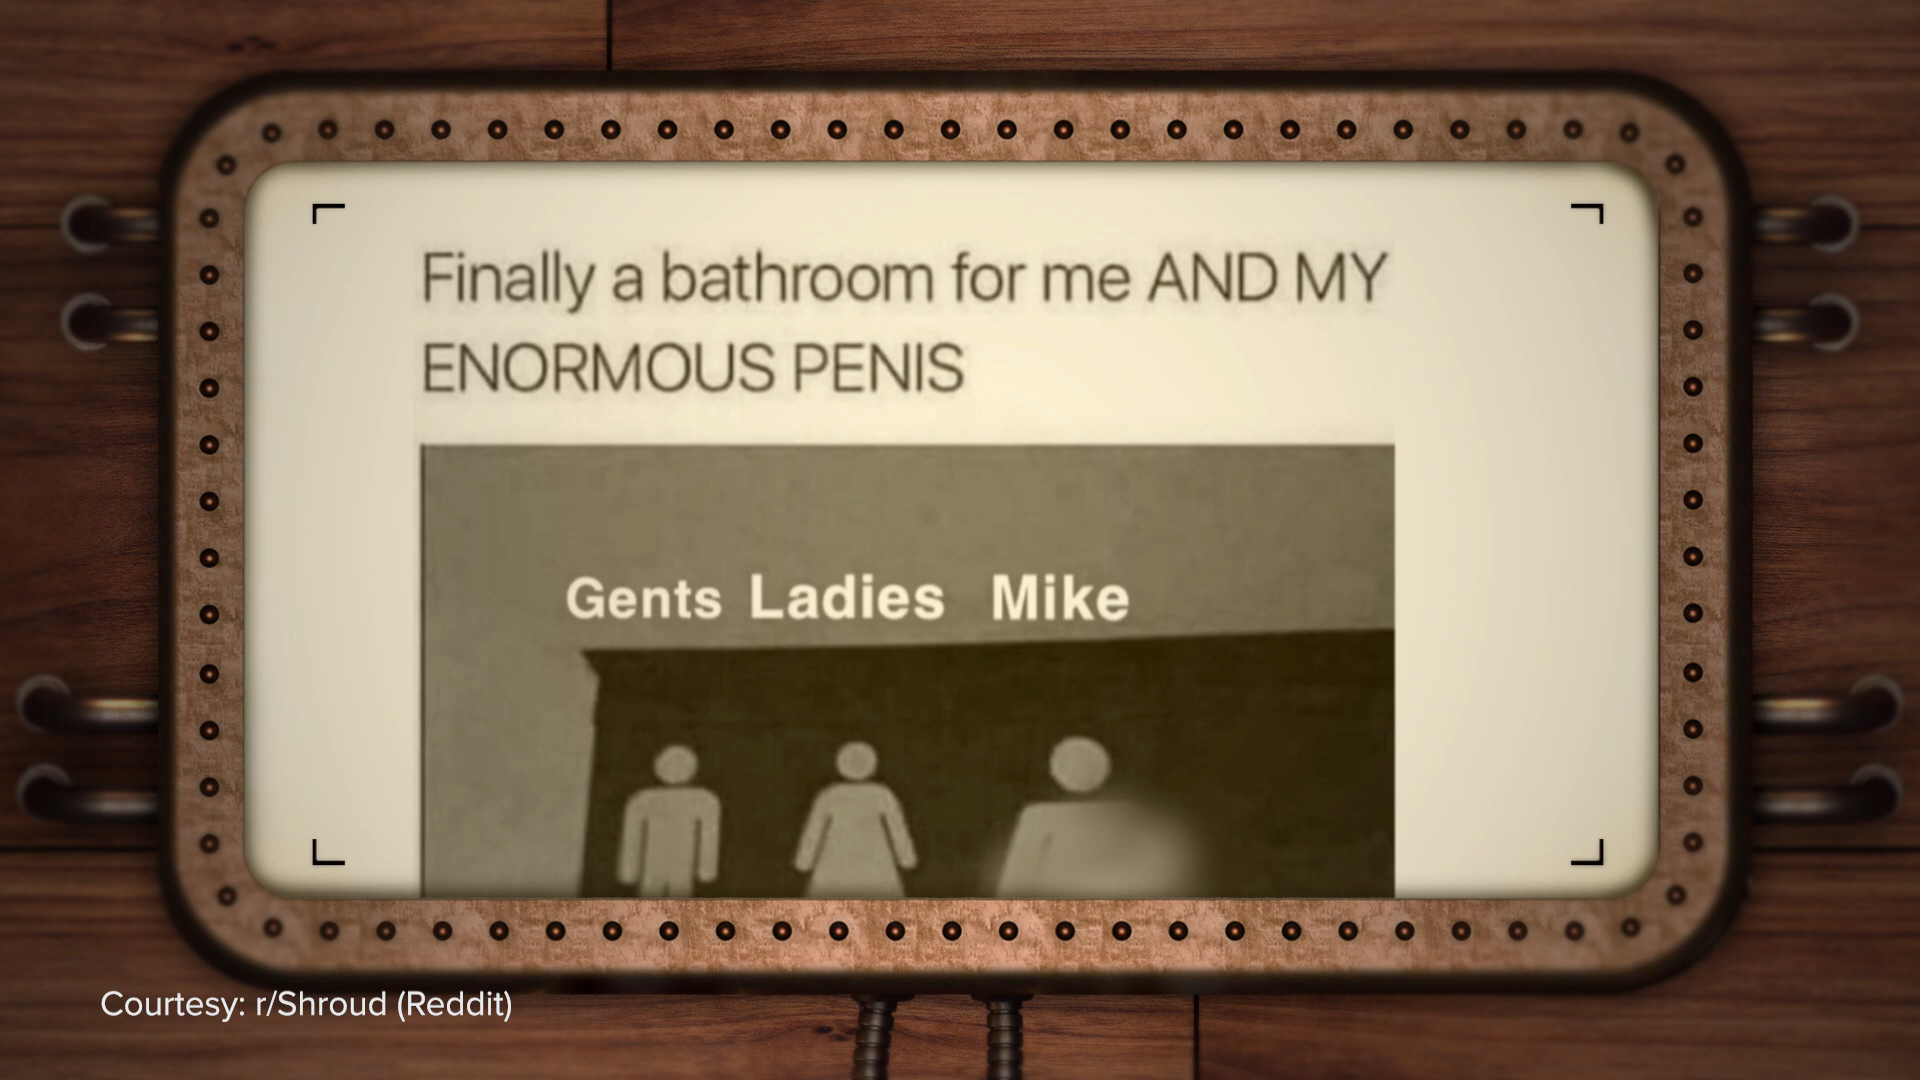 Finally a bathroom for me AND MY
ENORMOUS PENIS
Gents Ladies Mike
Courtesy: r/Shroud (Reddit)